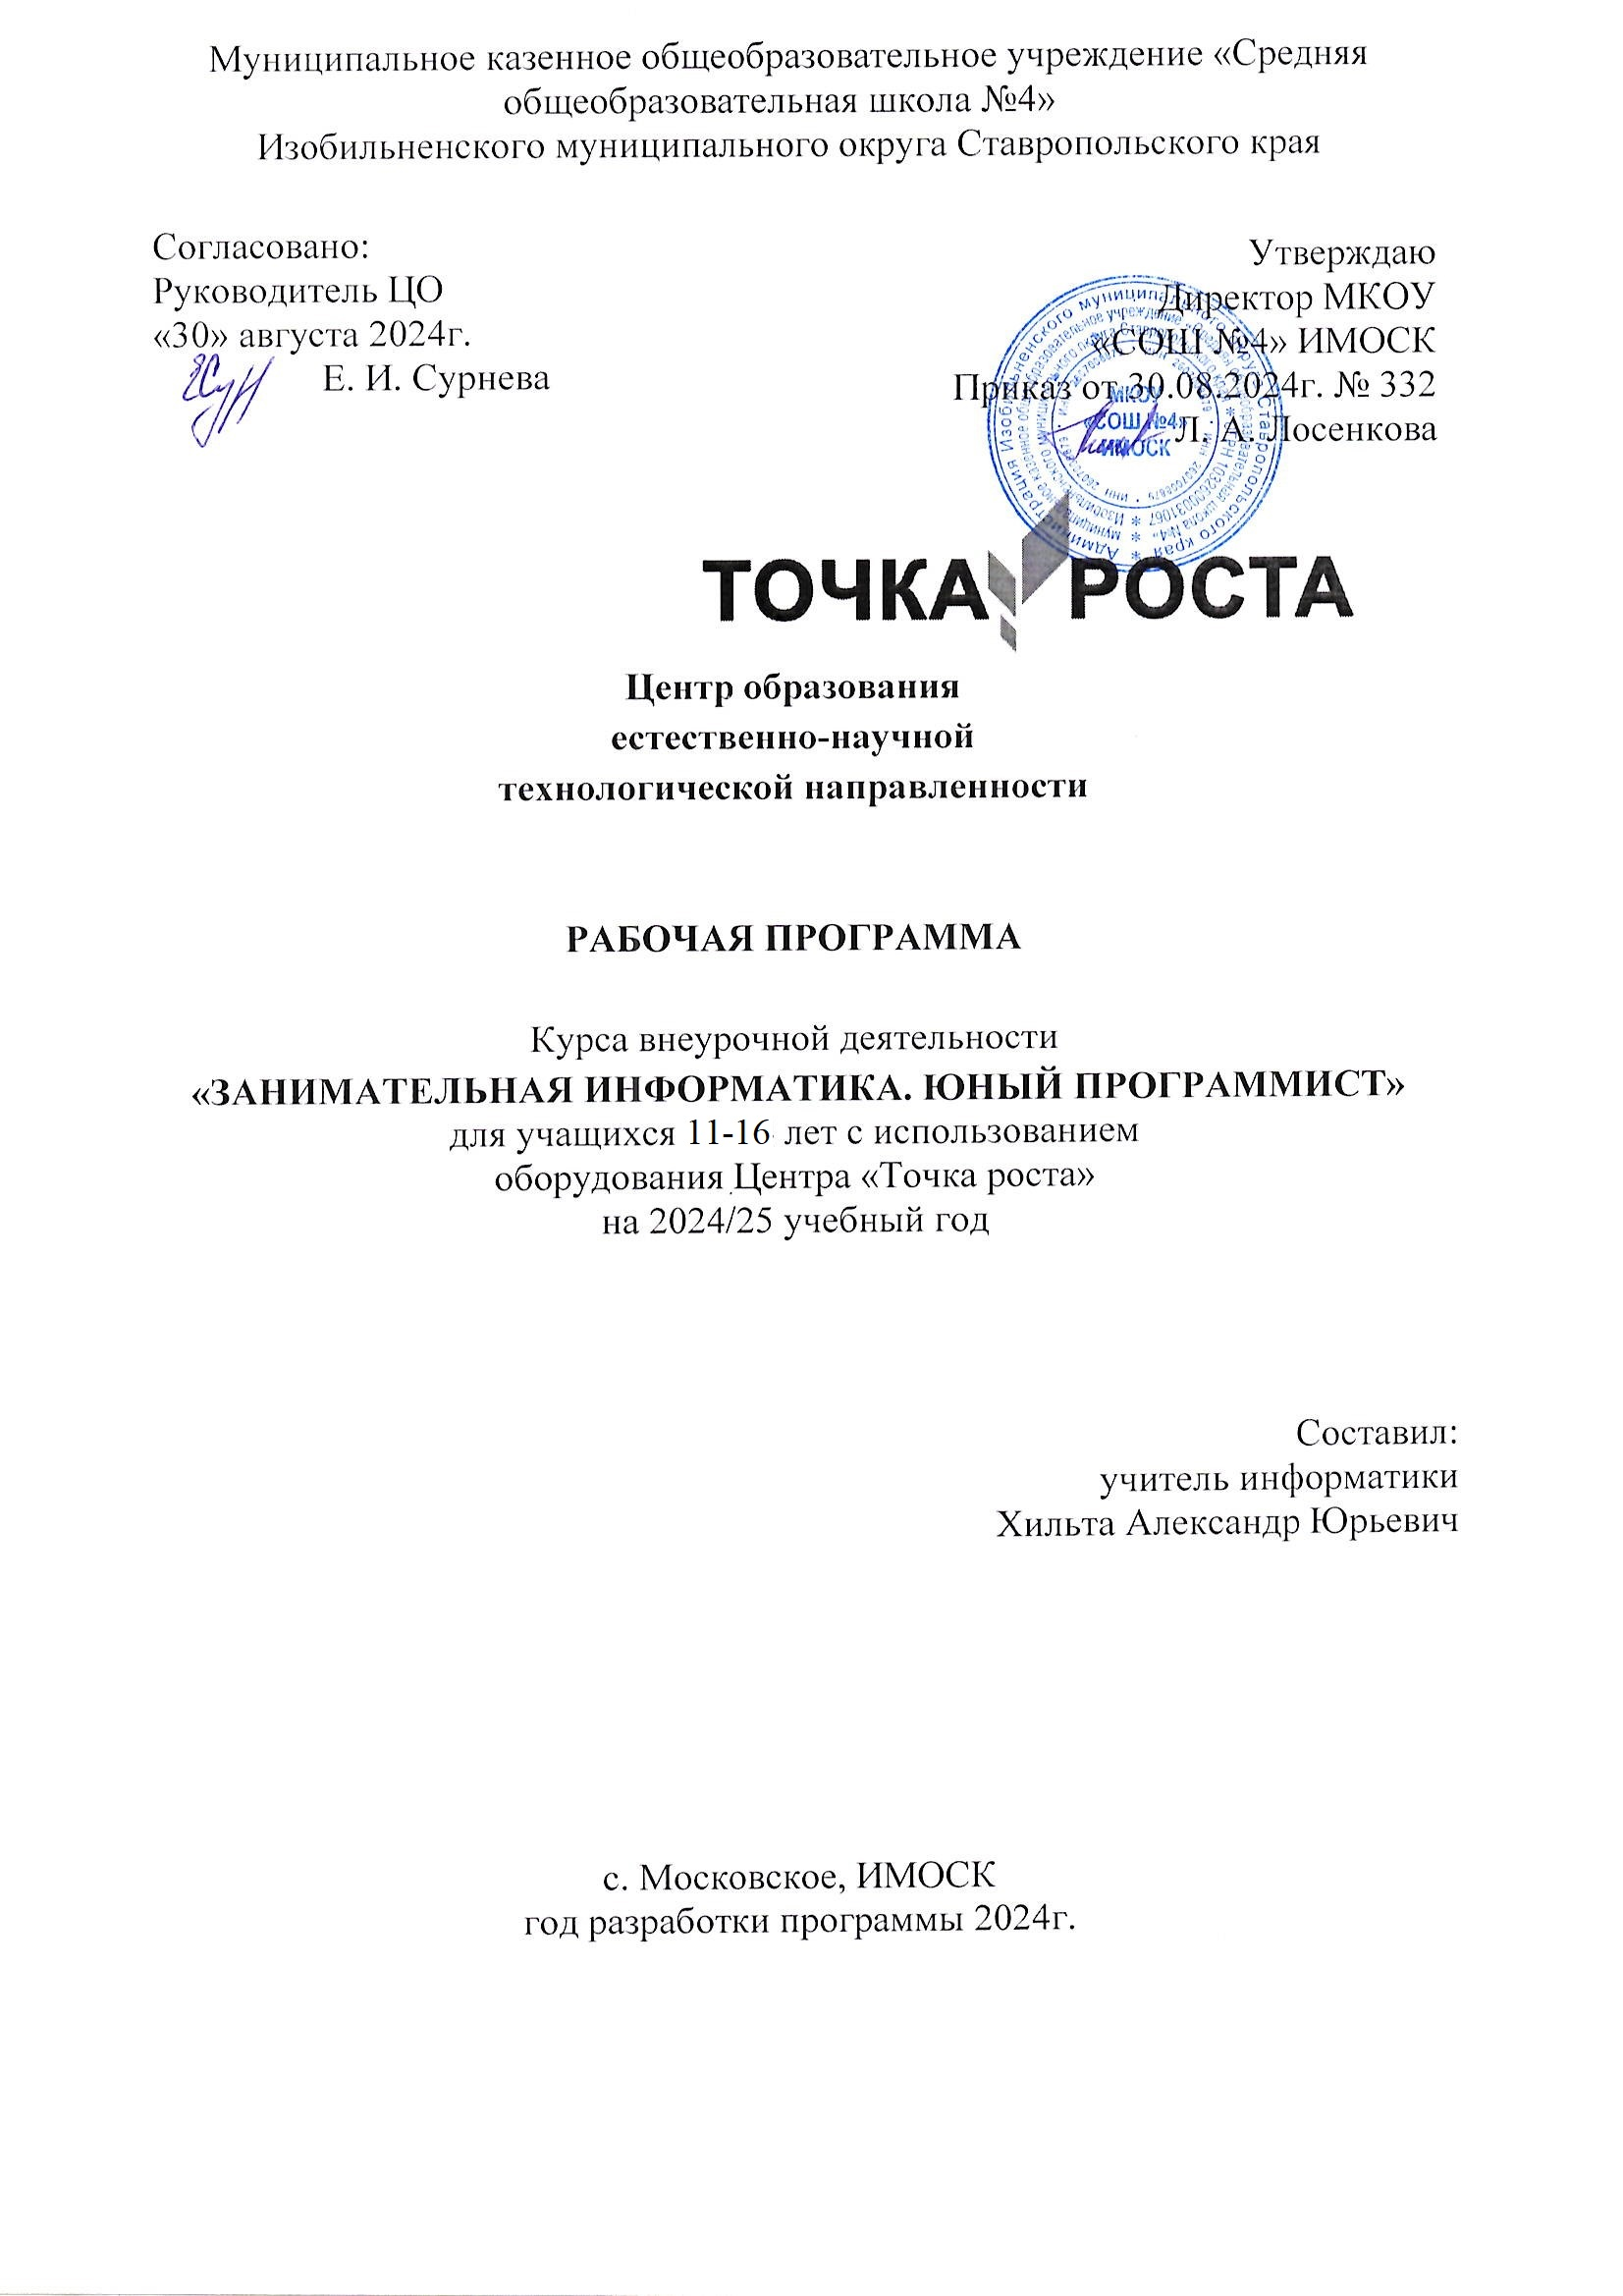 Муниципальное казенное общеобразовательное учреждение «Средняя
общеобразовательная школа №4»
Изобильненского муниципального округа Ставропольского края
Согласовано:
Руководитель ЦО
«30» августа 2024г.
Е. И. Сурнева
Утверждаю
Директор МКОУ
«СОШ №4» ИМОСК
Приказ от 30.08.2024г. № 332
Л. А. Лосенкова
МКОУ
«СОШ №4»
ИМОСК
ТОЧКА РОСТА
Центр образования
естественно-научной
технологической направленности
РАБОЧАЯ ПРОГРАММА
Курса внеурочной деятельности
«ЗАНИМАТЕЛЬНАЯ ИНФОРМАТИКА. ЮНЫЙ ПРОГРАММИСТ»
для учащихся 11-16 лет с использованием
оборудования Центра «Точка роста»
на 2024/25 учебный год
Составил:
учитель информатики
Хильта Александр Юрьевич
с. Московское, ИМОСК
год разработки программы 2024г.